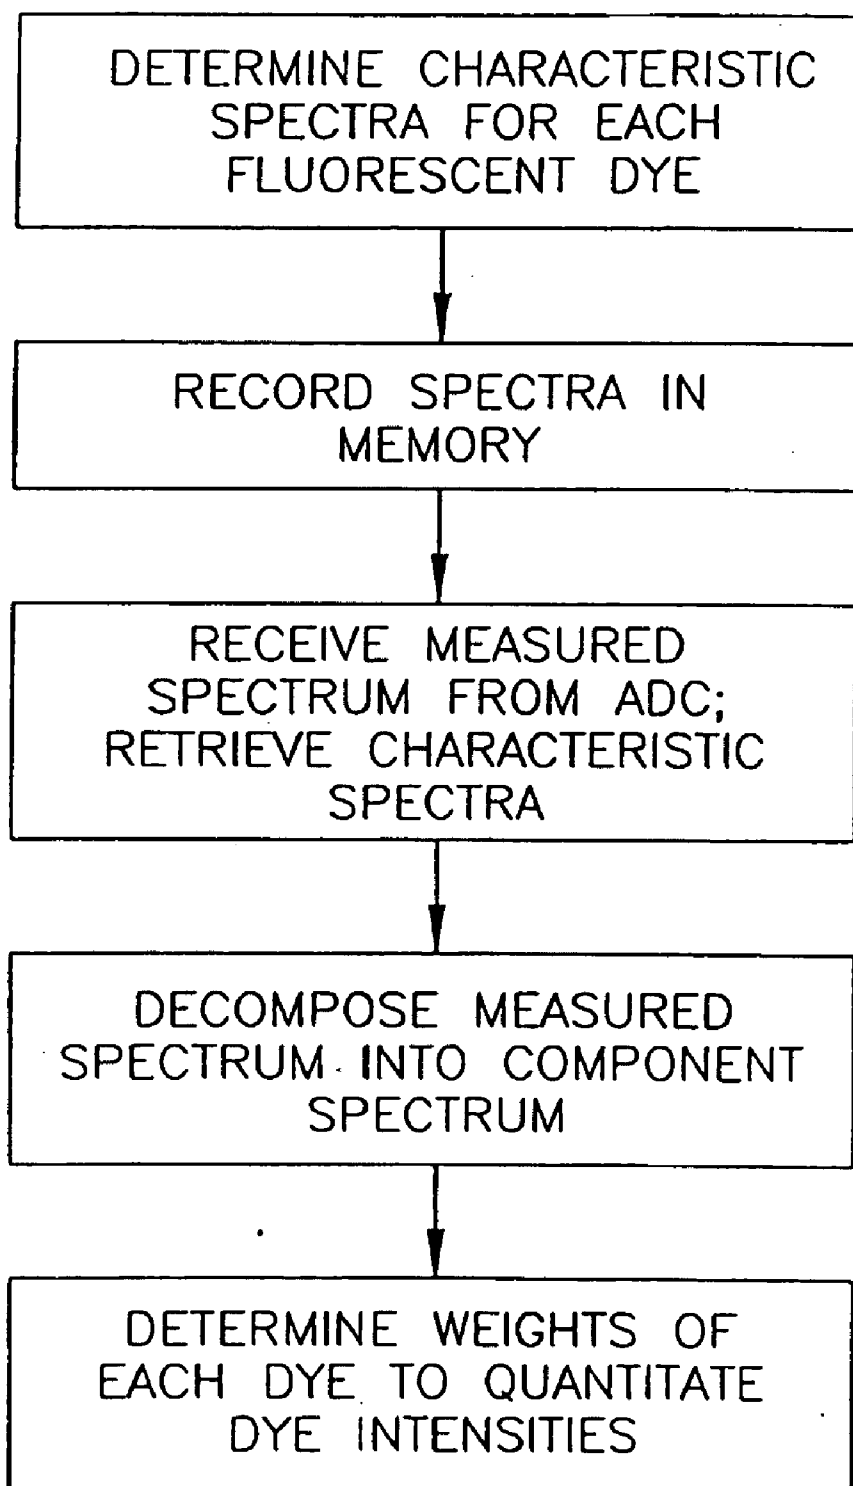 DETERMINE CHARACTERISTIC
SPECTRA FOR EACH
FLUORESCENT DYE
RECORD SPECTRA IN
MEMORY
RECEIVE MEASURED
SPECTRUM FROM ADC;
RETRIEVE CHARACTERISTIC
SPECTRA
DECOMPOSE MEASURED
SPECTRUM INTO COMPONENT
SPECTRUM
DETERMINE WEIGHTS OF
EACH DYE TO QUANTITATE
DYE INTENSITIES